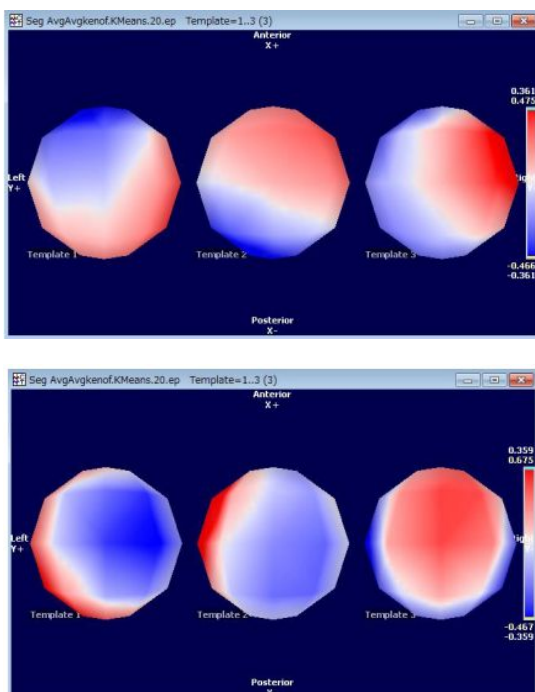 Seg AvgAvgkenof.KMeans.20.ep Template=1..3 (3)
Anterior
X+
0.361
0.475
Left
Y+
Template 1
Template 2
Template 3
-0.466
-0.361
Posterior
X-
Seg AvgAvgkenof.KMeans.20.ep Template=1..3 (3)
Anterior
X+
0.359
0.675
Left
Y+
Template 1
Template 2
Template 3
-0.467
-0.359
Posterior